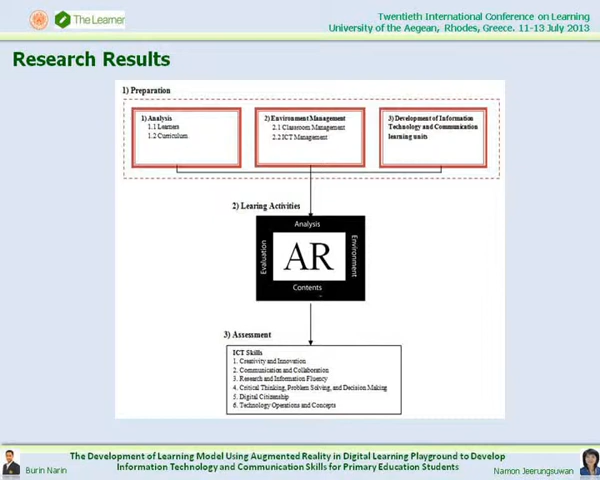 The Learner
Twentieth International Conference on Learning
University of the Aegean, Rhodes, Greece. 11-13 July 2013
Research Results
1) Preparation
1) Analysis
1.1 Learners
1.2 Curriculum
2) Environment Management
2.1 Classroom Management
2.2 ICT Management
3) Development of Information
Technology and Communication
learning units
2) Learing Activities
Analysis
Evaluation
AR
Environment
Contents
3) Assessment
ICT Skills
1. Creativity and Innovation
2. Communication and Collaboration
3. Research and Information Fluency
4. Critical Thinking, Problem Solving, and Decision Making
5. Digital Citizenship
6. Technology Operations and Concepts
The Development of Learning Model Using Augmented Reality in Digital Learning Playground to Develop
Information Technology and Communication Skills for Primary Education Students
Burin Narin
Namon Jeerungsuwan